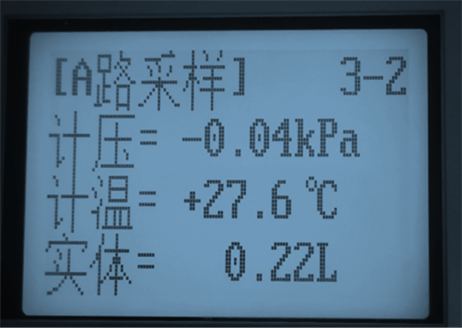 [A路采样] 3-2
计压= -0.04kPa
计温= +27.6℃
实体= 0.22L